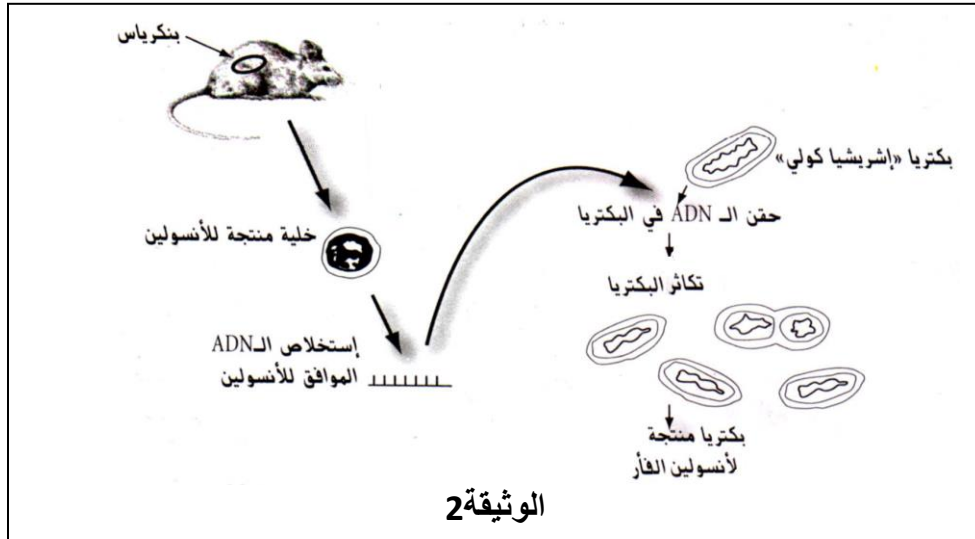 بنكرياس
خلية منتجة للأنسولين
إستخلاص الـADN
الموافق للأنسولين
بكتريا «إشريشيا كولي»
حقن الـ ADN في البكتريا
تكاثر البكتريا
بكتريا منتجة
لأنسولين الفأر
الوثيقة2